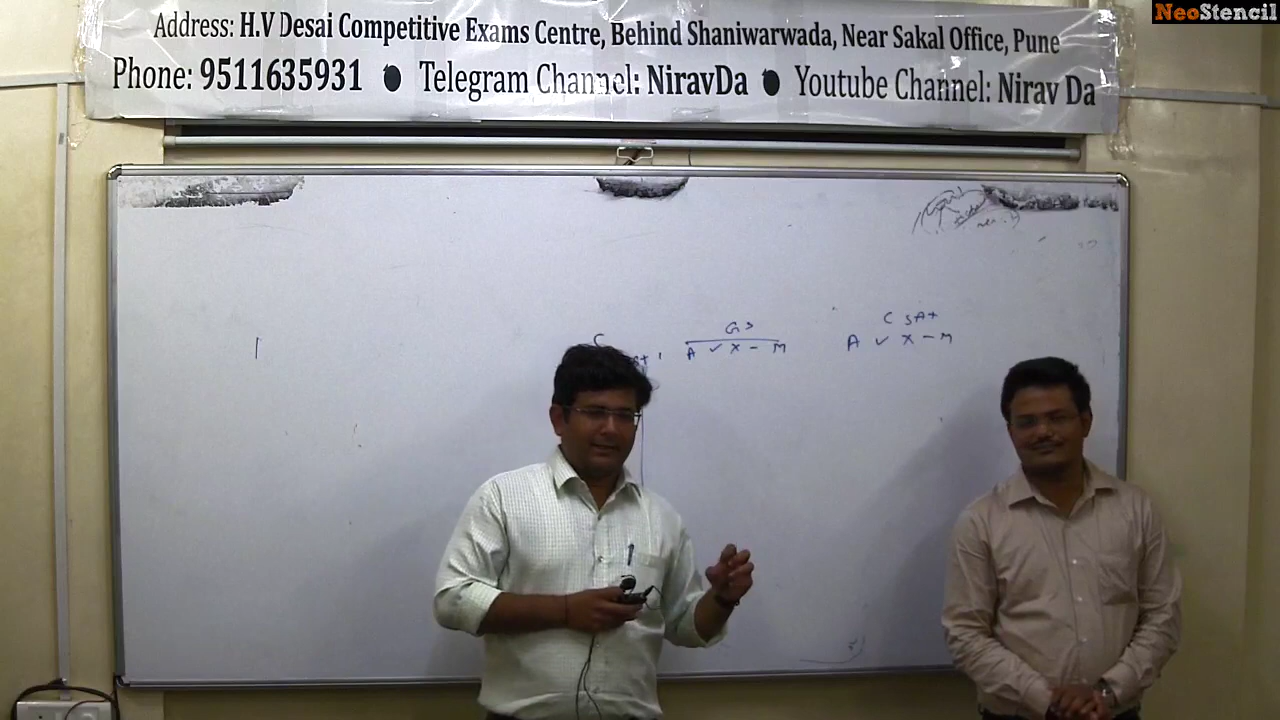 NeoStencil
Address: H.V Desai Competitive Exams Centre, Behind Shaniwarwada, Near Sakal Office, Pune
Phone: 9511635931 Telegram Channel: NiravDa Youtube Channel: Nirav Da
GS
A ✓ X - M
CSAT
A ✓ X - M